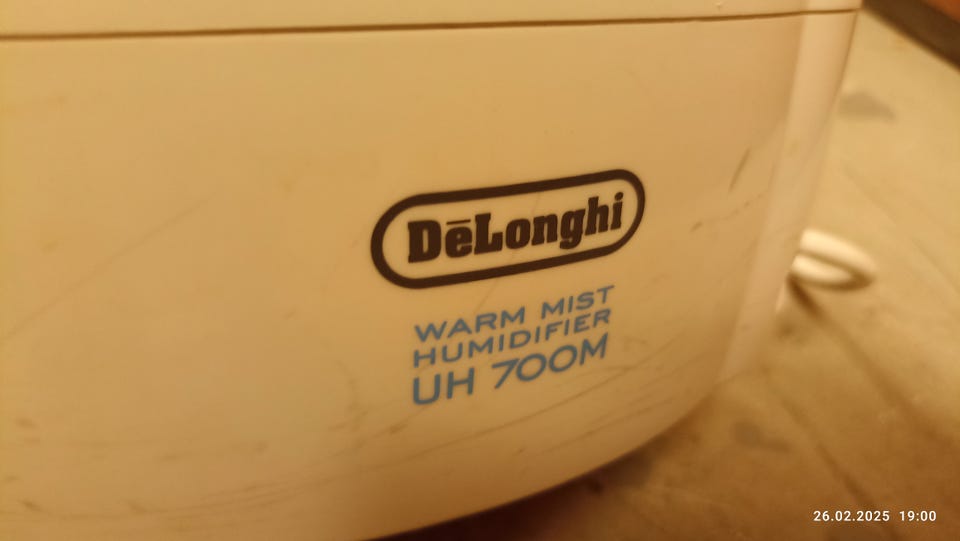 DēLonghi
WARM MIST
HUMIDIFIER
UH 700M
26.02.2025 19:00